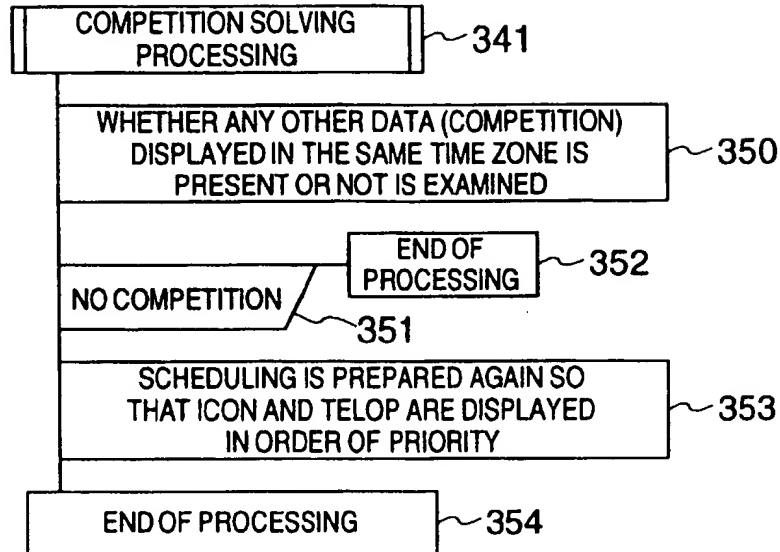 COMPETITION SOLVING
PROCESSING
341
WHETHER ANY OTHER DATA (COMPETITION)
DISPLAYED IN THE SAME TIME ZONE IS
PRESENT OR NOT IS EXAMINED
350
END OF
PROCESSING
352
NO COMPETITION
351
SCHEDULING IS PREPARED AGAIN SO
THAT ICON AND TELOP ARE DISPLAYED
IN ORDER OF PRIORITY
353
END OF PROCESSING
354